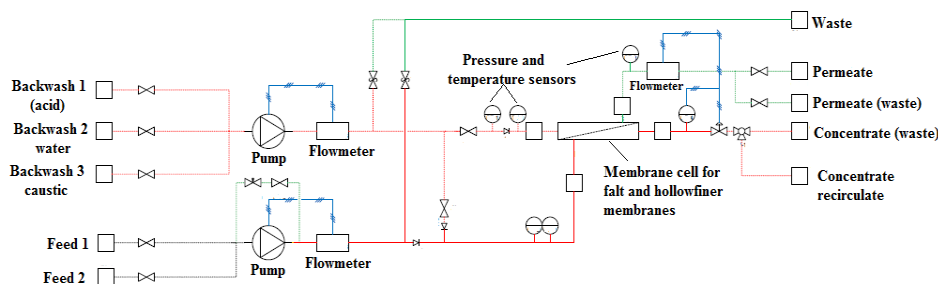 Waste
Pressure and
temperature sensors
Backwash 1
(acid)
Flowmeter
Permeate
Permeate (waste)
Backwash 2
water
Pump
Flowmeter
Concentrate (waste)
Backwash 3
caustic
Membrane cell for
falt and hollowfiner
membranes
Concentrate
recirculate
Feed 1
Pump
Flowmeter
Feed 2